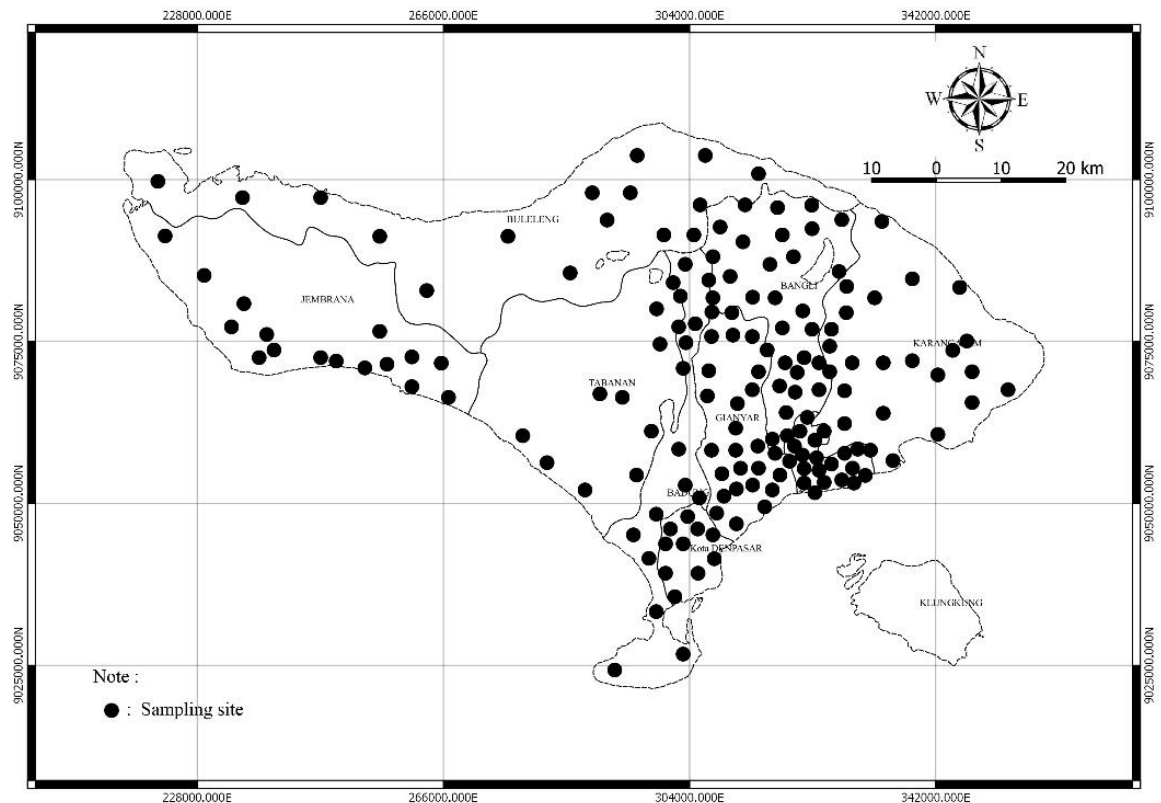 228000.000E 266000.000E 304000.000E 342000.000E
N
W E
S
10 0 10 20 km
9100000.000N 9100000.000N
BULELENG
BANGLI
JEMBRANA
9075000.000N 9075000.000N
TABANAN
GIANYAR
9050000.000N 9050000.000N
Kota DENPASAR
KLUNGKUNG
9025000.000N 9025000.000N
Note :
: Sampling site
228000.000E 266000.000E 304000.000E 342000.000E